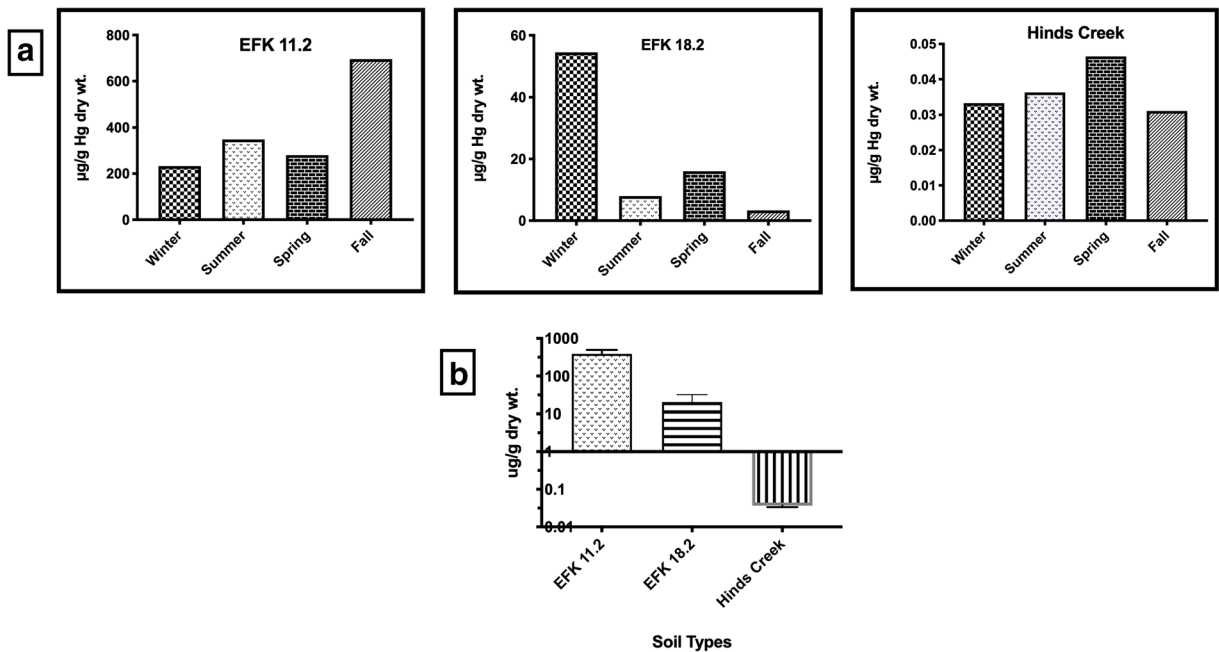 a
EFK 11.2
µg/g Hg dry wt.
800
600
400
200
0
Winter
Summer
Spring
Fall
EFK 18.2
µg/g Hg dry wt.
60
40
20
0
Winter
Summer
Spring
Fall
Hinds Creek
µg/g Hg dry wt.
0.05
0.04
0.03
0.02
0.01
0.00
Winter
Summer
Spring
Fall
b
ug/g dry wt.
1000
100
10
1
0.1
0.01
EFK 11.2
EFK 18.2
Hinds Creek
Soil Types